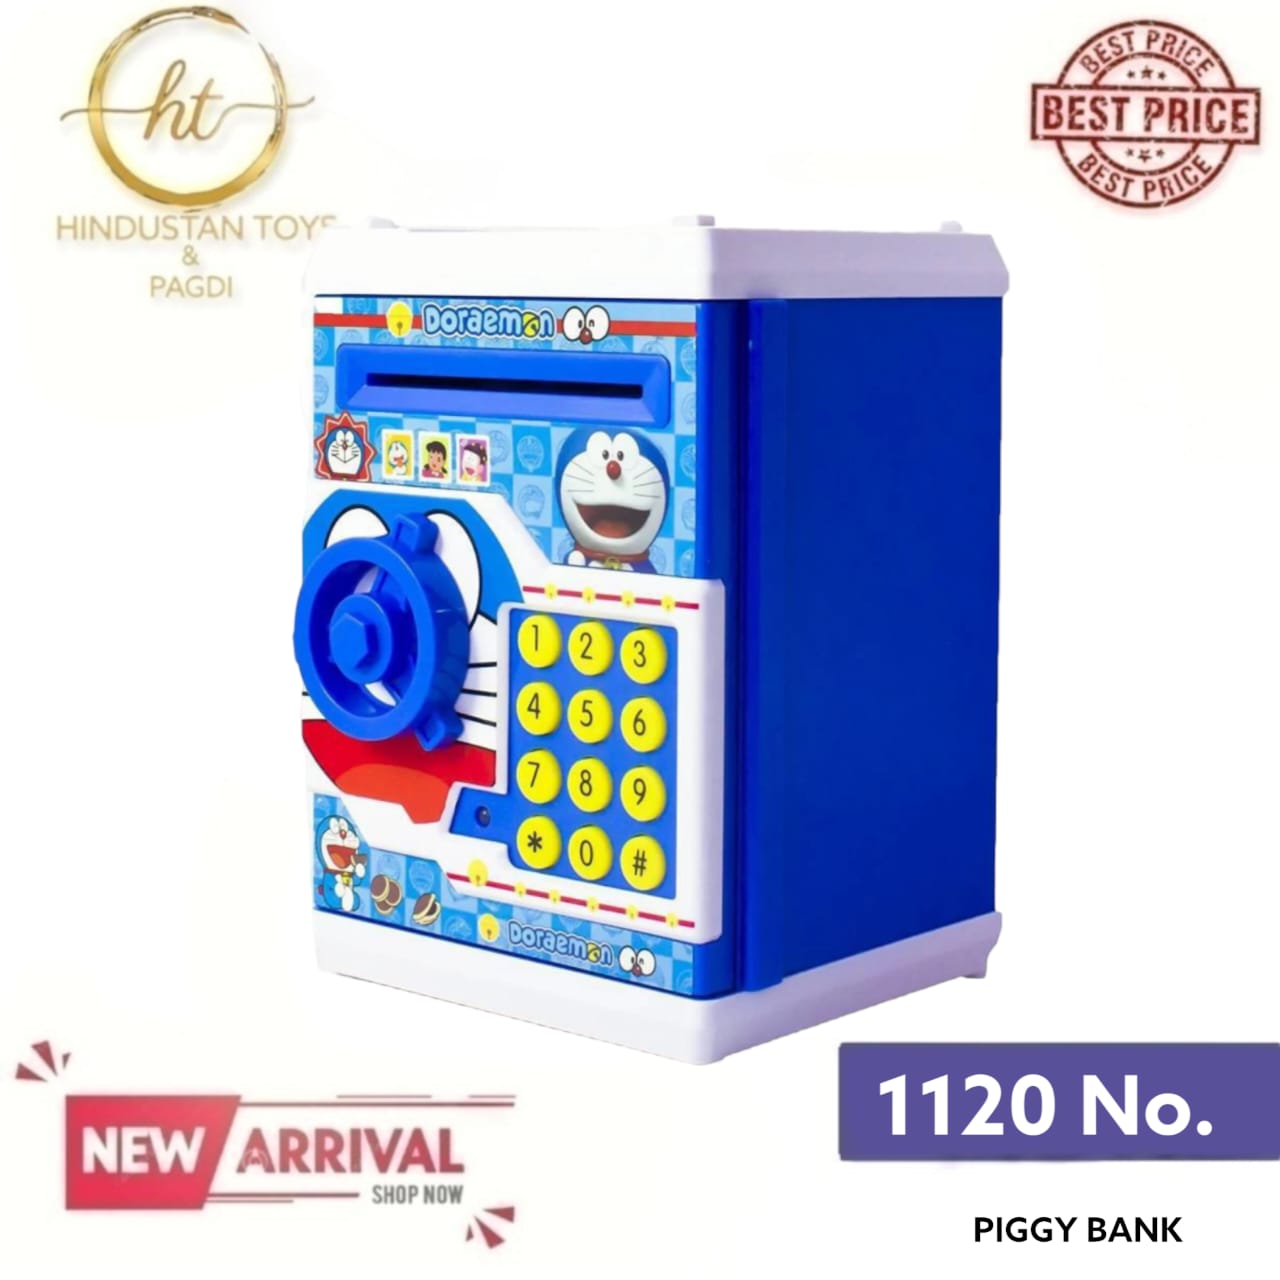 ht
HINDUSTAN TOYS
&
PAGDI
BEST PRICE
BEST PRICE
BEST PRICE
DORAEMON
1 2 3
4 5 6
7 8 9
* 0 #
DORAEMON
NEW ARRIVAL
SHOP NOW
1120 No.
PIGGY BANK